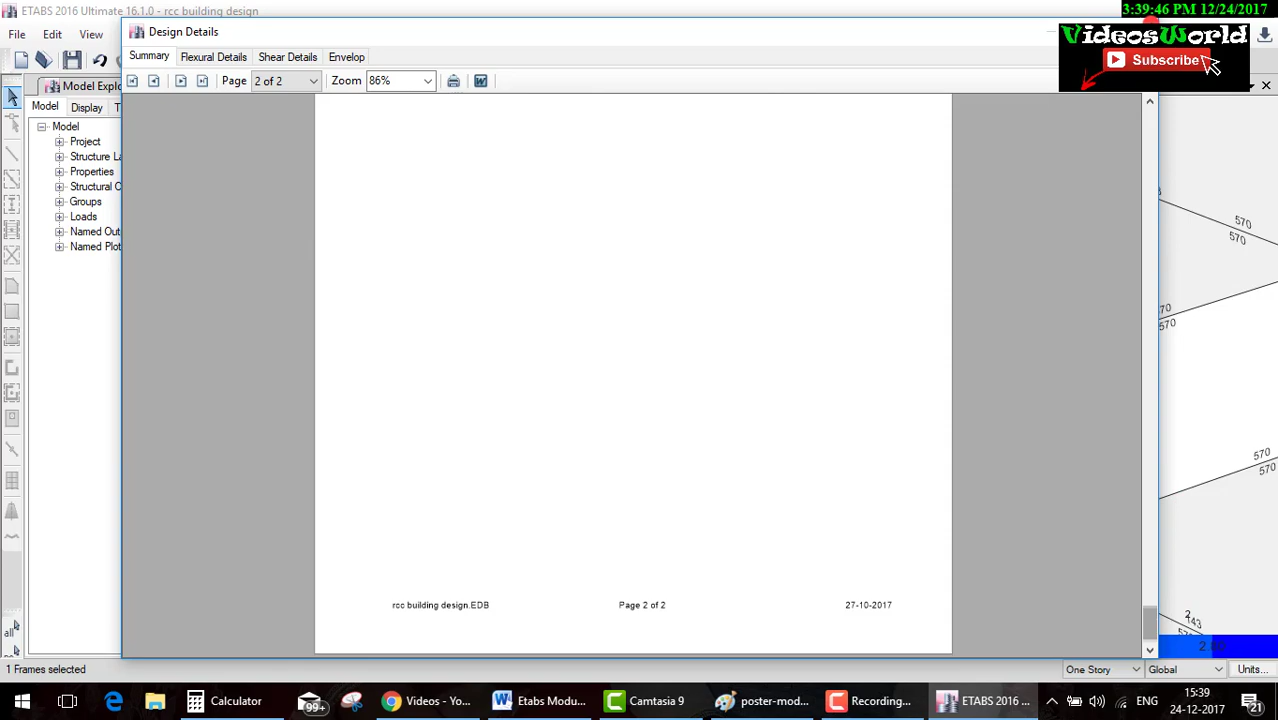 ETABS 2016 Ultimate 16.1.0 - rcc building design
3:39:46 PM 12/24/2017
File Edit View
Design Details
VideosWorld
Subscribe
Summary Flexural Details Shear Details Envelop
Page 2 of 2 Zoom 86%
Model Explo
Model Display T
Model
Project
Structure La
Properties
Structural O
Groups
Loads
Named Out
Named Plot
570
570
70
570
570
570
2
143
rcc building design.EDB Page 2 of 2 27-10-2017
all
1 Frames selected
One Story Global Units...
Calculator
99+
Videos - Yo...
Etabs Modu...
Camtasia 9
poster-mod...
Recording...
ETABS 2016 ...
ENG
15:39
24-12-2017
21